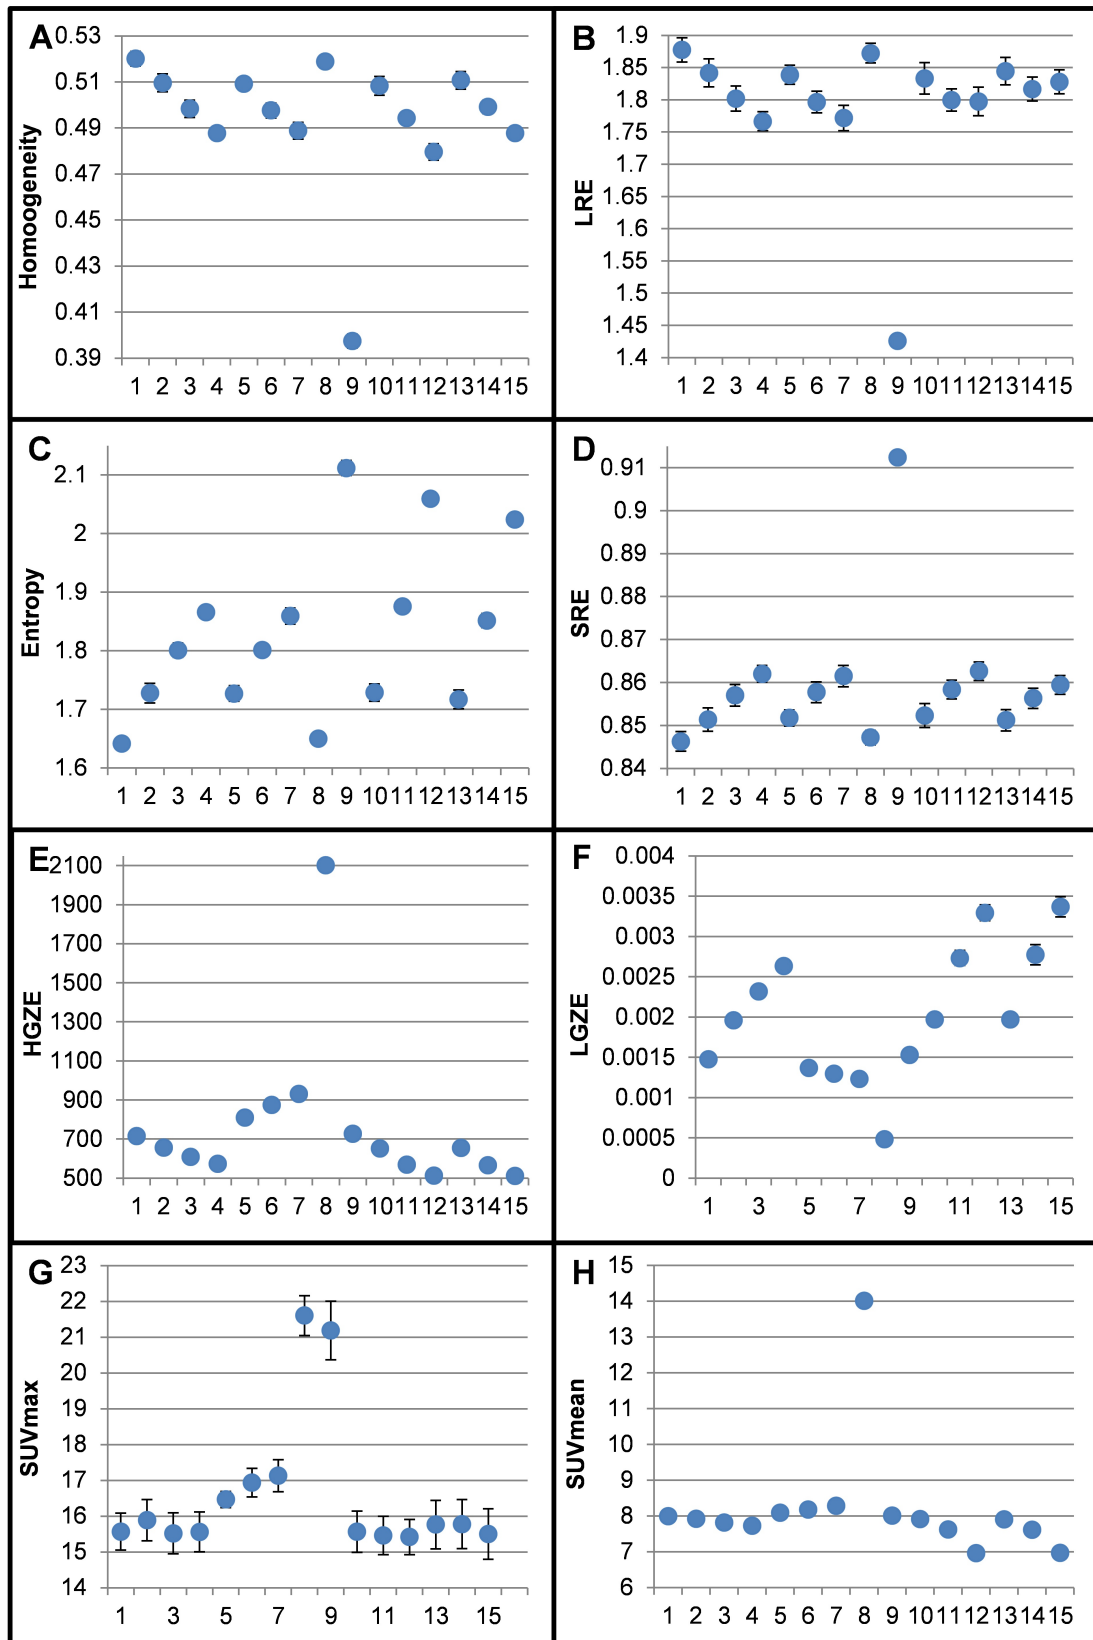 A
Homoogeneity
0.53
0.51
0.49
0.47
0.45
0.43
0.41
0.39
1 2 3 4 5 6 7 8 9 10 11 12 13 14 15
B
LRE
1.9
1.85
1.8
1.75
1.7
1.65
1.6
1.55
1.5
1.45
1.4
1 2 3 4 5 6 7 8 9 10 11 12 13 14 15
C
Entropy
2.1
2
1.9
1.8
1.7
1.6
1 2 3 4 5 6 7 8 9 10 11 12 13 14 15
D
SRE
0.91
0.9
0.89
0.88
0.87
0.86
0.85
0.84
1 2 3 4 5 6 7 8 9 10 11 12 13 14 15
E
HGZE
2100
1900
1700
1500
1300
1100
900
700
500
1 2 3 4 5 6 7 8 9 10 11 12 13 14 15
F
LGZE
0.004
0.0035
0.003
0.0025
0.002
0.0015
0.001
0.0005
0
1 3 5 7 9 11 13 15
G
SUVmax
23
22
21
20
19
18
17
16
15
14
1 3 5 7 9 11 13 15
H
SUVmean
15
14
13
12
11
10
9
8
7
6
1 2 3 4 5 6 7 8 9 10 11 12 13 14 15